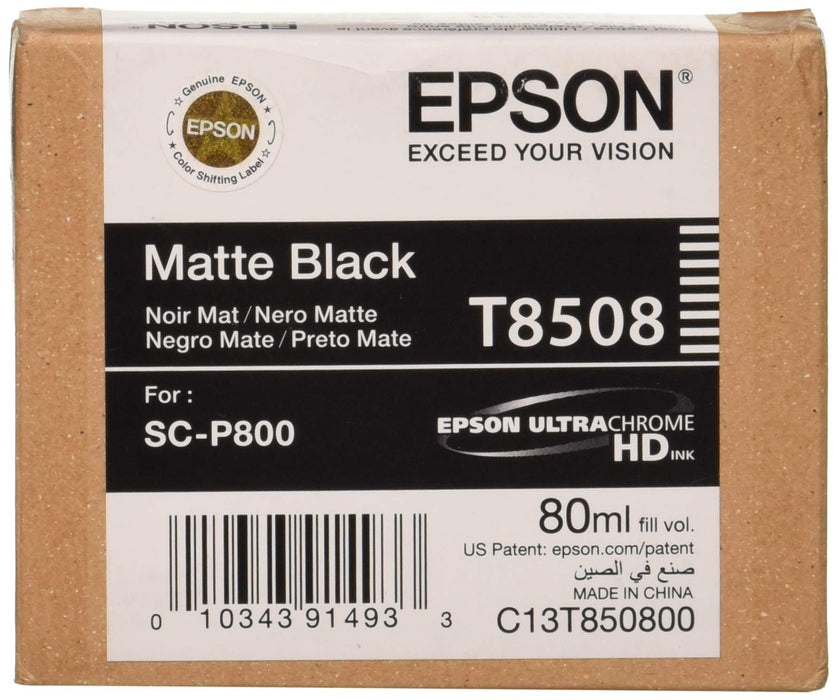 Genuine EPSON
EPSON
Color Shifting Label
EPSON®
EXCEED YOUR VISION
Matte Black
Noir Mat / Nero Matte
Negro Mate / Preto Mate
T8508
For :
SC-P800
EPSON ULTRACHROME
HD INK
80ml fill vol.
US Patent: epson.com/patent
صنع في الصين
MADE IN CHINA
C13T850800
0 10343 91493 3